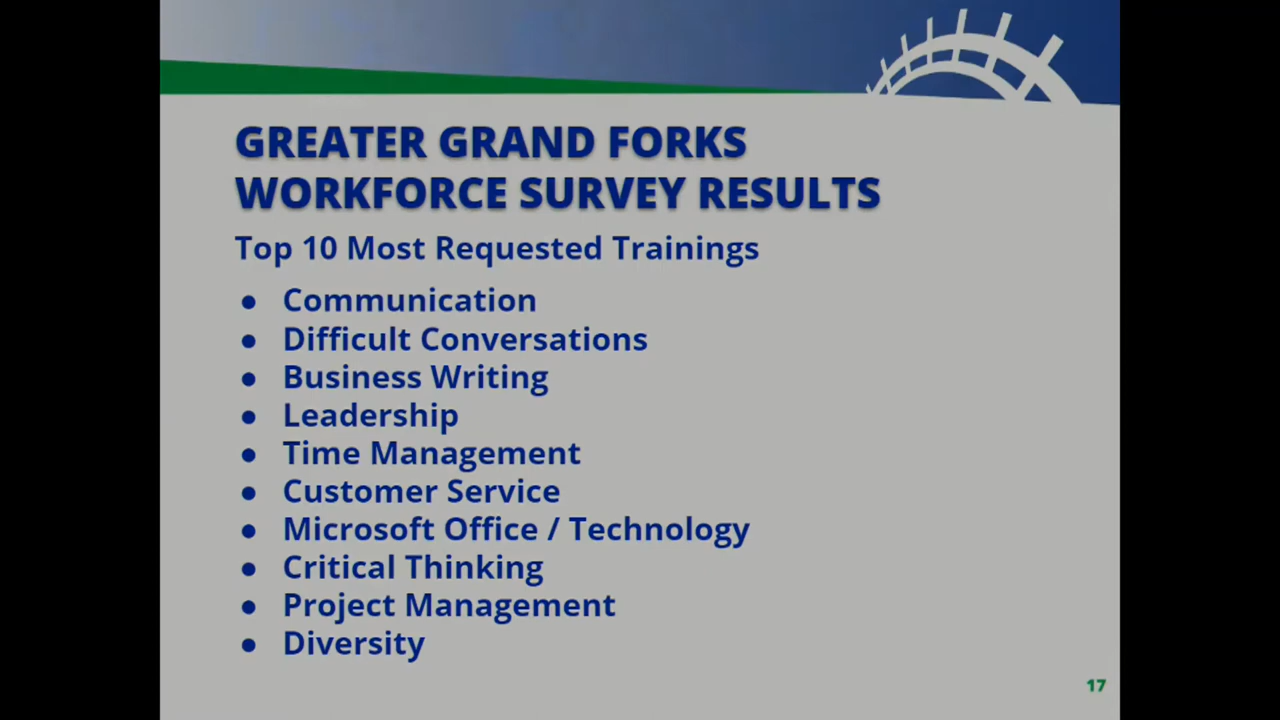 GREATER GRAND FORKS
WORKFORCE SURVEY RESULTS
Top 10 Most Requested Trainings
● Communication
● Difficult Conversations
● Business Writing
● Leadership
● Time Management
● Customer Service
● Microsoft Office / Technology
● Critical Thinking
● Project Management
● Diversity
17